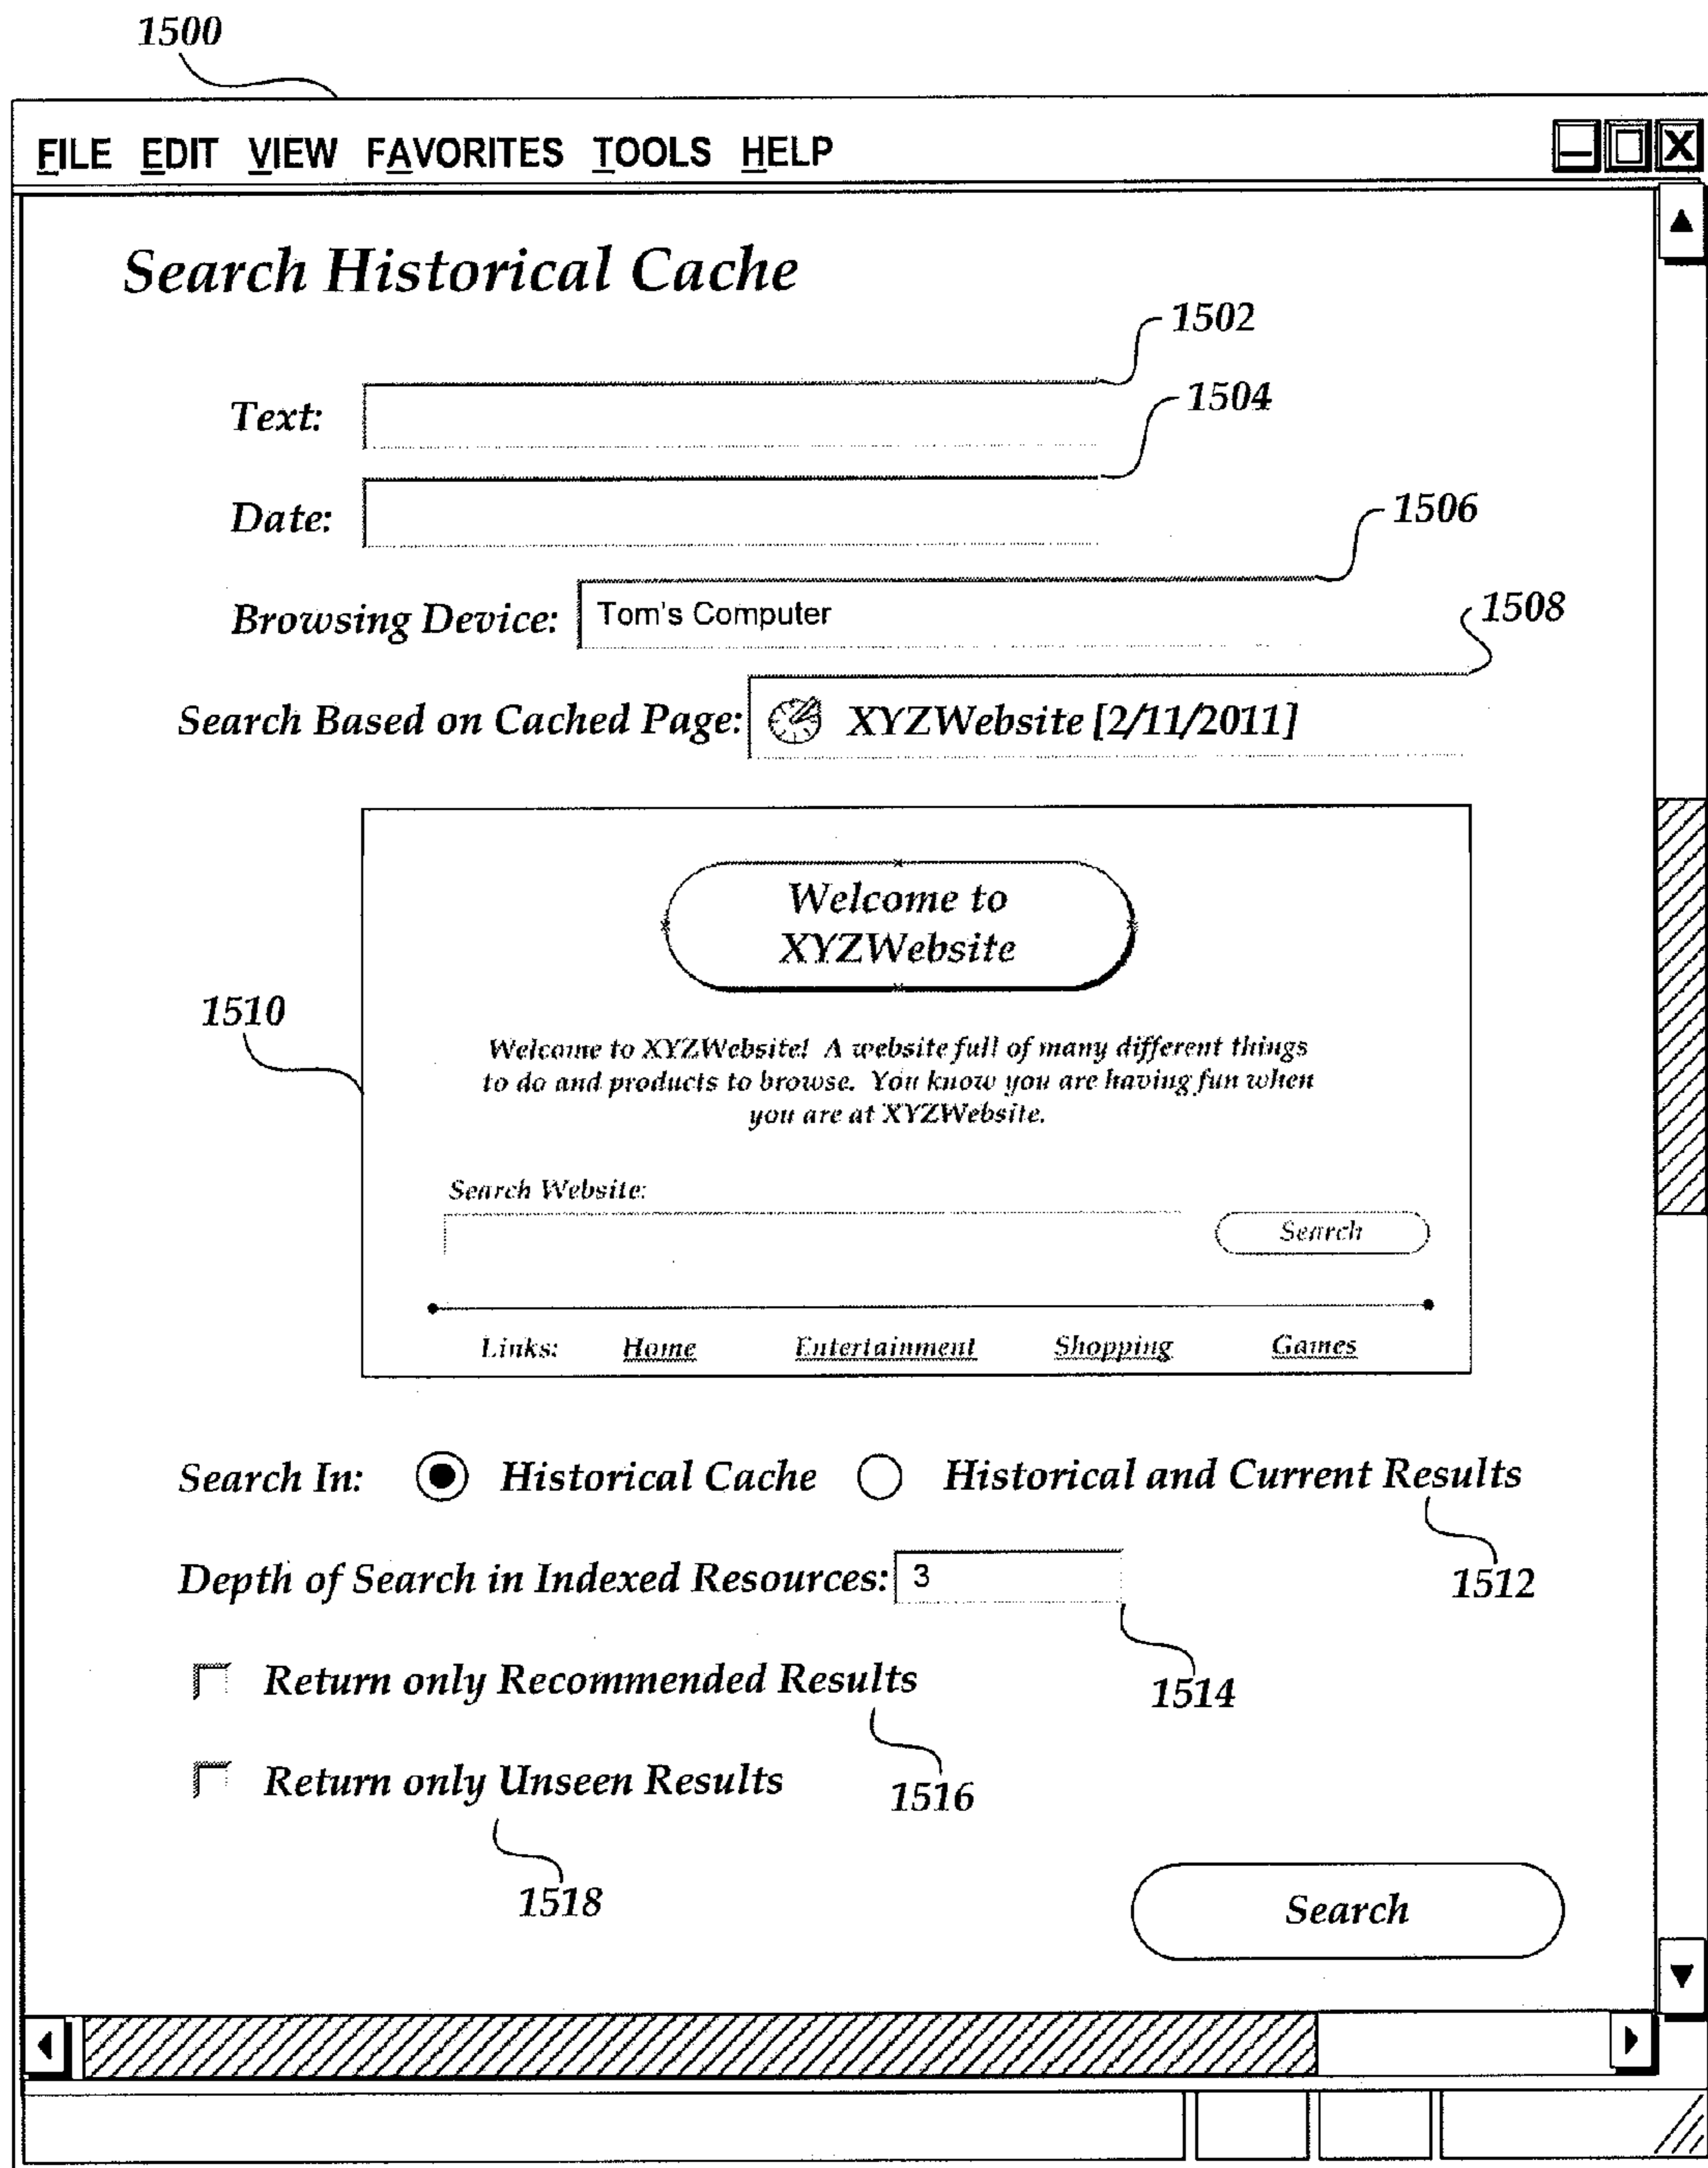 1500
FILE EDIT VIEW FAVORITES TOOLS HELP
Search Historical Cache
1502
Text:
1504
Date:
1506
Browsing Device: Tom's Computer
1508
Search Based on Cached Page: XYZWebsite [2/11/2011]
Welcome to
XYZWebsite
1510
Welcome to XYZWebsite! A website full of many different things
to do and products to browse. You know you are having fun when
you are at XYZWebsite.
Search Website:
Search
Links: Home Entertainment Shopping Games
Search In: Historical Cache Historical and Current Results
1512
Depth of Search in Indexed Resources: 3
1514
Return only Recommended Results
1516
Return only Unseen Results
1518
Search